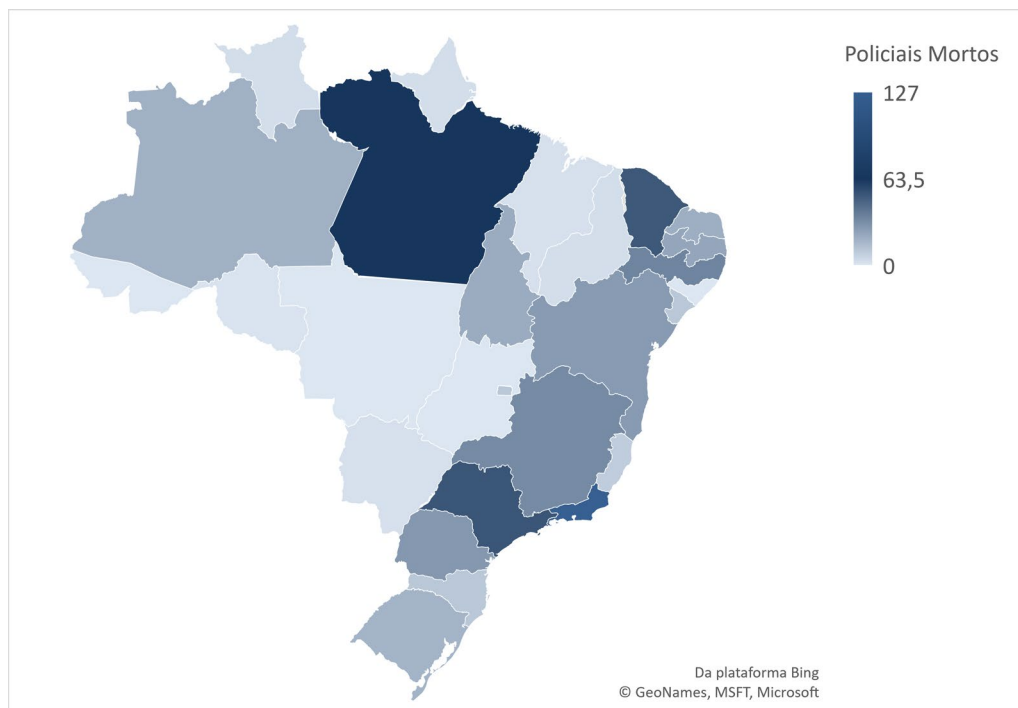 Policiais Mortos
127
63,5
0
Da plataforma Bing
© GeoNames, MSFT, Microsoft